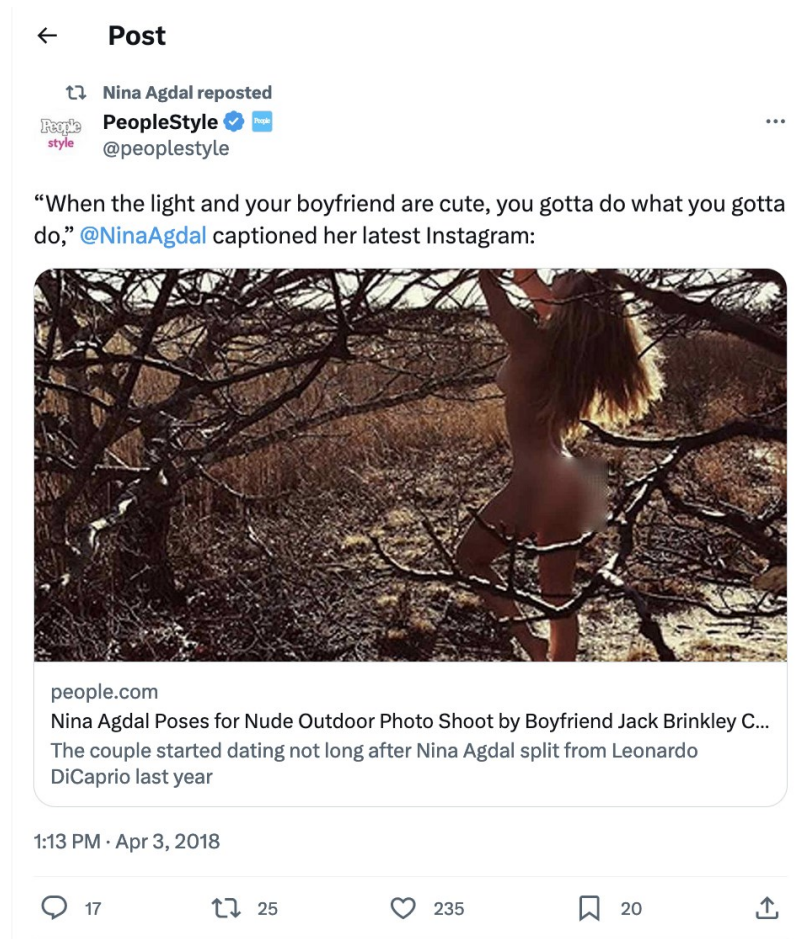 Post
Nina Agdal reposted
People style
PeopleStyle People
@peoplestyle
“When the light and your boyfriend are cute, you gotta do what you gotta
do,” @NinaAgdal captioned her latest Instagram:
people.com
Nina Agdal Poses for Nude Outdoor Photo Shoot by Boyfriend Jack Brinkley C...
The couple started dating not long after Nina Agdal split from Leonardo
DiCaprio last year
1:13 PM · Apr 3, 2018
17 25 235 20